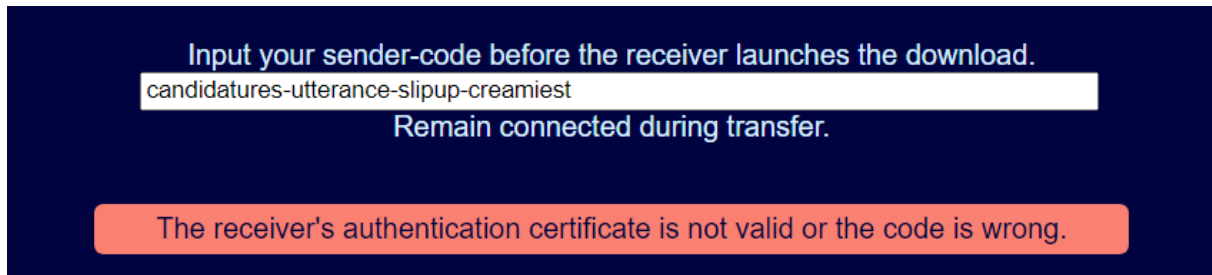 Input your sender-code before the receiver launches the download.
candidatures-utterance-slipup-creamiest
Remain connected during transfer.
The receiver's authentication certificate is not valid or the code is wrong.